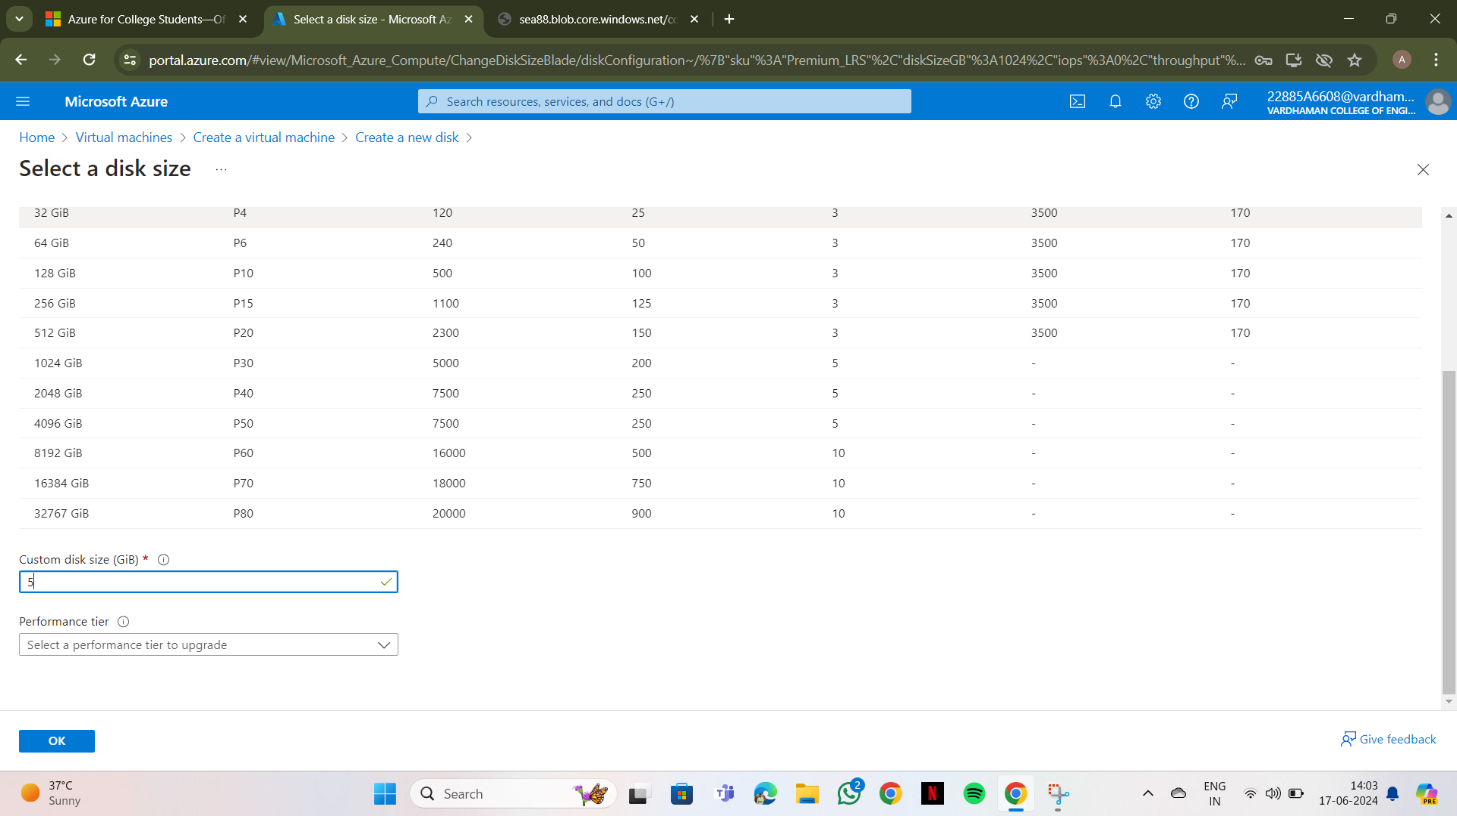 Azure for College Students—Of
Select a disk size - Microsoft Az
sea88.blob.core.windows.net/co
portal.azure.com/#view/Microsoft_Azure_Compute/ChangeDiskSizeBlade/diskConfiguration~/%7B"sku"%3A"Premium_LRS"%2C"diskSizeGB"%3A1024%2C"iops"%3A0%2C"throughput"%...
A
Microsoft Azure
Search resources, services, and docs (G+/)
22885A6608@vardham...
VARDHAMAN COLLEGE OF ENGI...
Home > Virtual machines > Create a virtual machine > Create a new disk >
Select a disk size ...
32 GiB P4 120 25 3 3500 170
64 GiB P6 240 50 3 3500 170
128 GiB P10 500 100 3 3500 170
256 GiB P15 1100 125 3 3500 170
512 GiB P20 2300 150 3 3500 170
1024 GiB P30 5000 200 5 - -
2048 GiB P40 7500 250 5 - -
4096 GiB P50 7500 250 5 - -
8192 GiB P60 16000 500 10 - -
16384 GiB P70 18000 750 10 - -
32767 GiB P80 20000 900 10 - -
Custom disk size (GiB) *
5
Performance tier
Select a performance tier to upgrade
OK
Give feedback
37°C
Sunny
Search
2
ENG
IN
14:03
17-06-2024
PRE